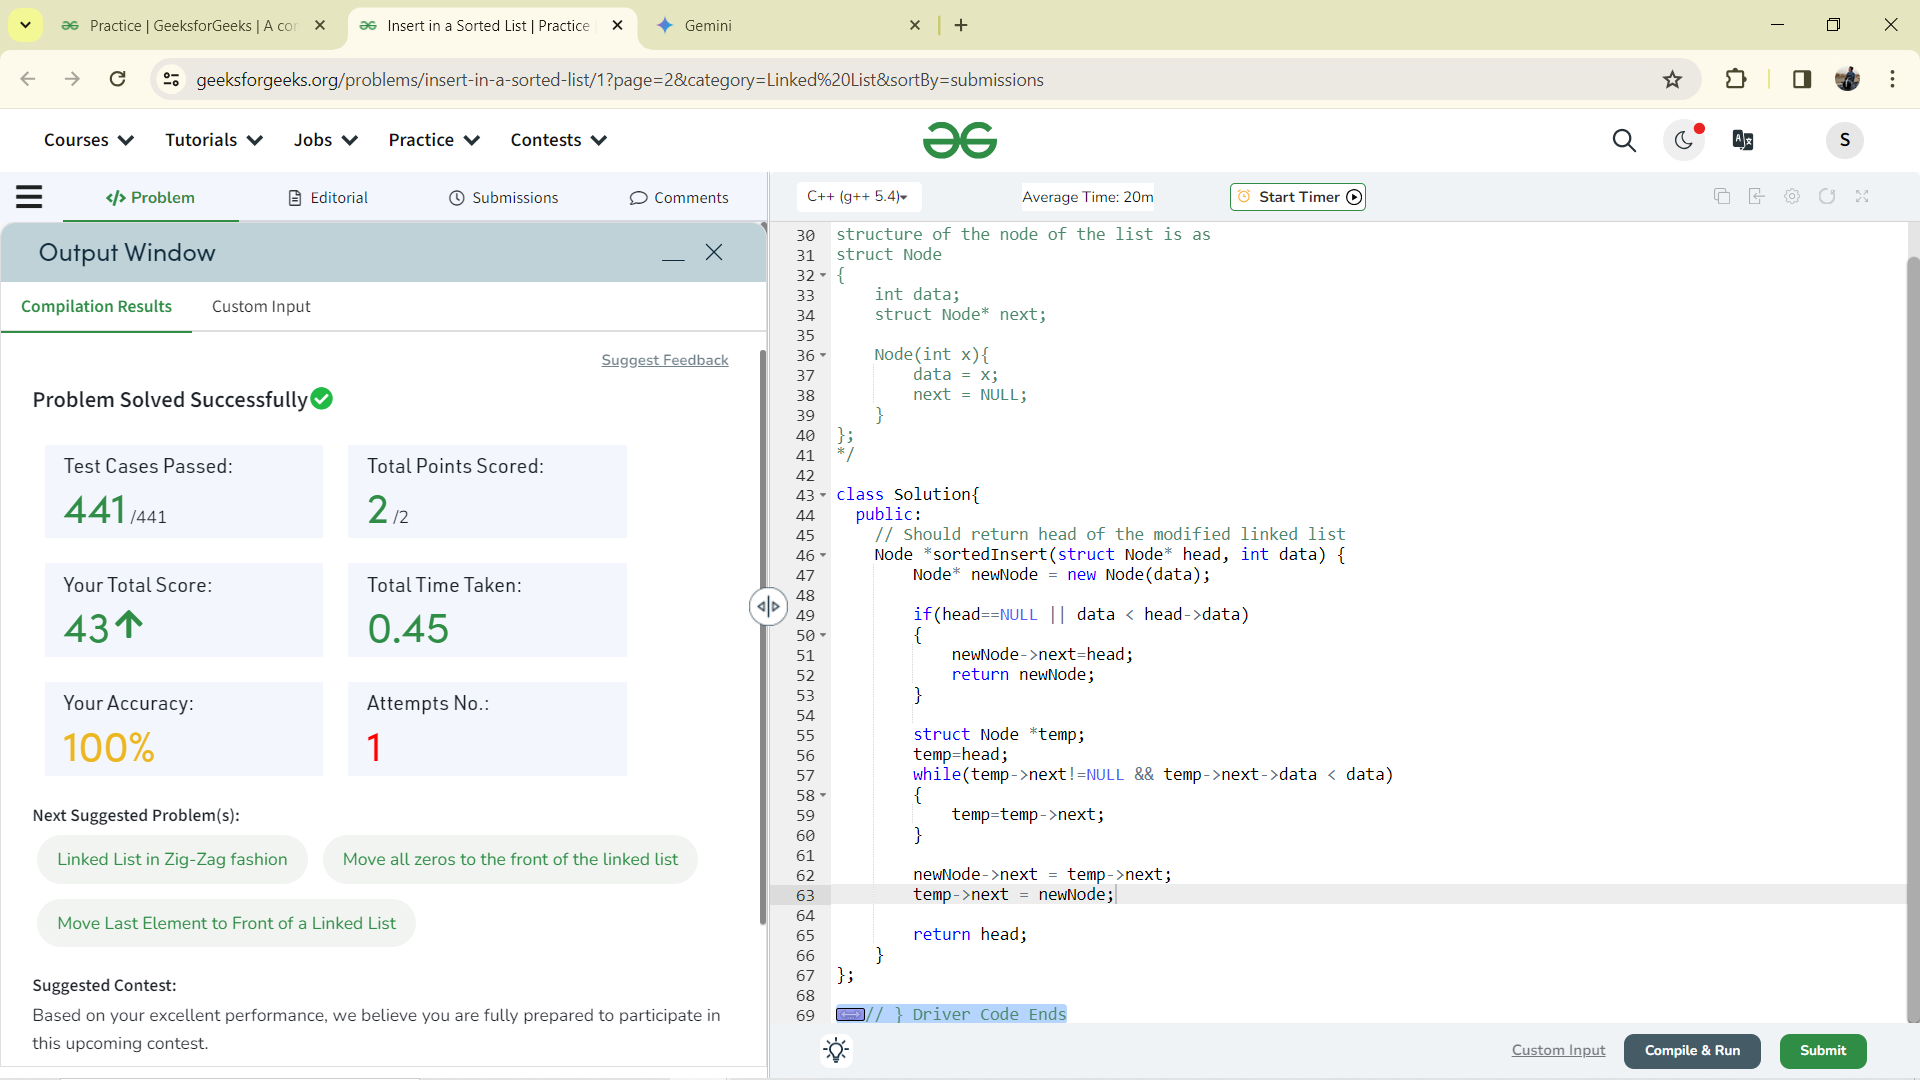 Practice | GeeksforGeeks | A co
Insert in a Sorted List | Practice
Gemini
geeksforgeeks.org/problems/insert-in-a-sorted-list/1?page=2&category=Linked%20List&sortBy=submissions
Courses Tutorials Jobs Practice Contests
S
</> Problem Editorial Submissions Comments
C++ (g++ 5.4) Average Time: 20m Start Timer
Output Window
Compilation Results Custom Input
Suggest Feedback
Problem Solved Successfully
Test Cases Passed:
441 /441
Total Points Scored:
2 /2
Your Total Score:
43
Total Time Taken:
0.45
Your Accuracy:
100%
Attempts No.:
1
Next Suggested Problem(s):
Linked List in Zig-Zag fashion
Move all zeros to the front of the linked list
Move Last Element to Front of a Linked List
Suggested Contest:
Based on your excellent performance, we believe you are fully prepared to participate in
this upcoming contest.
30 structure of the node of the list is as
31 struct Node
32 {
33 int data;
34 struct Node* next;
35
36 Node(int x){
37 data = x;
38 next = NULL;
39 }
40 };
41 */
42
43 class Solution{
44 public:
45 // Should return head of the modified linked list
46 Node *sortedInsert(struct Node* head, int data) {
47 Node* newNode = new Node(data);
48
49 if(head==NULL || data < head->data)
50 {
51 newNode->next=head;
52 return newNode;
53 }
54
55 struct Node *temp;
56 temp=head;
57 while(temp->next!=NULL && temp->next->data < data)
58 {
59 temp=temp->next;
60 }
61
62 newNode->next = temp->next;
63 temp->next = newNode;
64
65 return head;
66 }
67 };
68
69 // } Driver Code Ends
Custom Input Compile & Run Submit